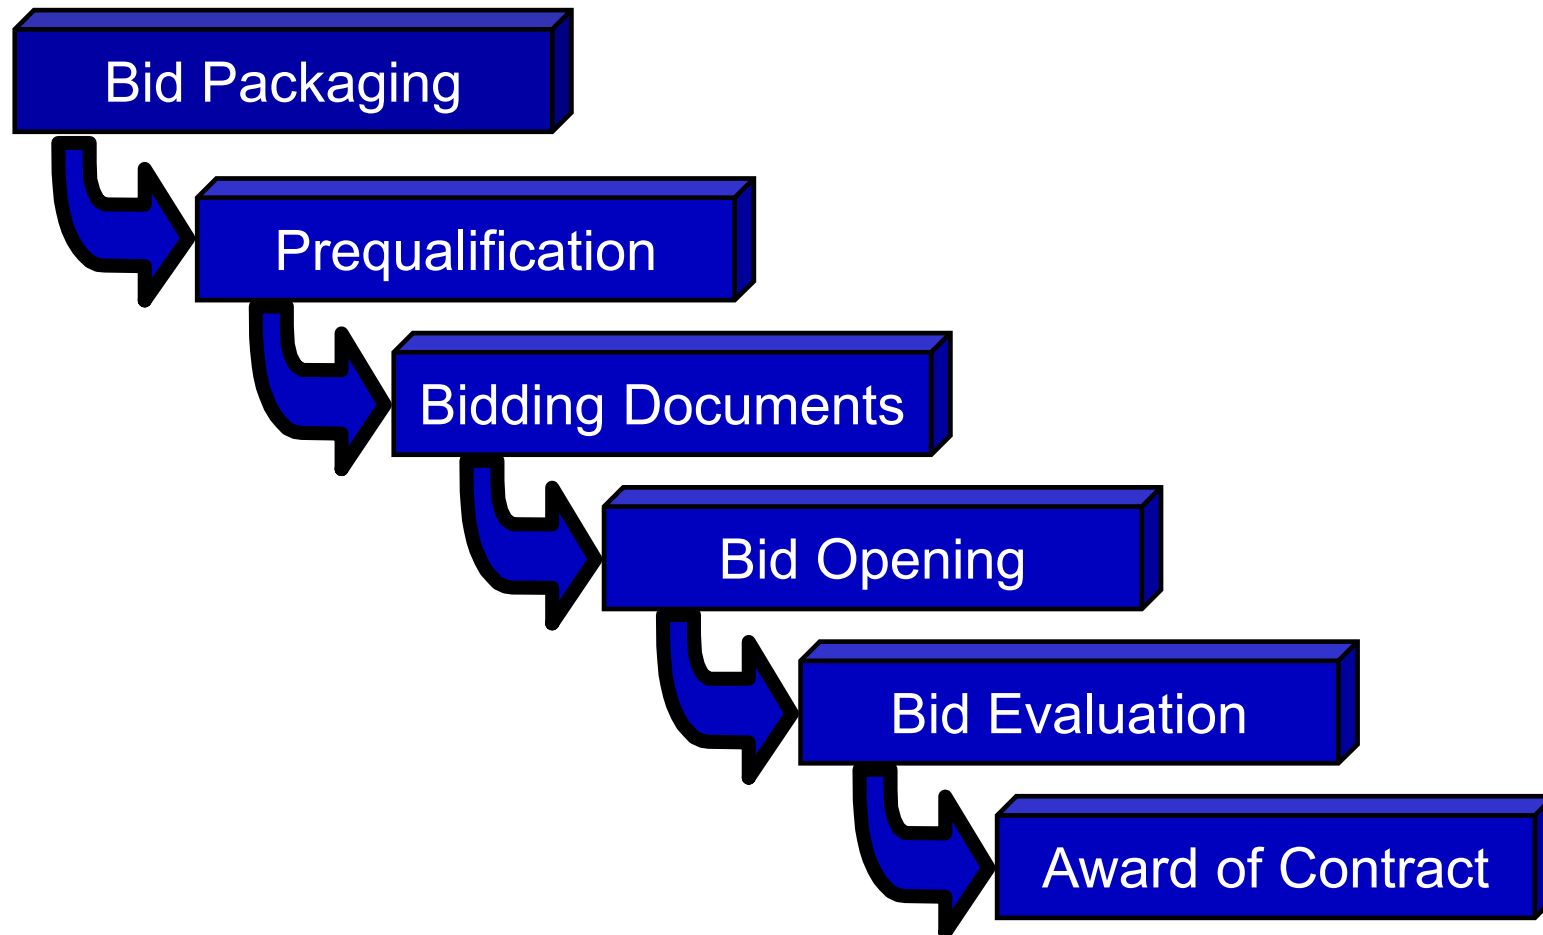 Bid Packaging
Prequalification
Bidding Documents
Bid Opening
Bid Evaluation
Award of Contract